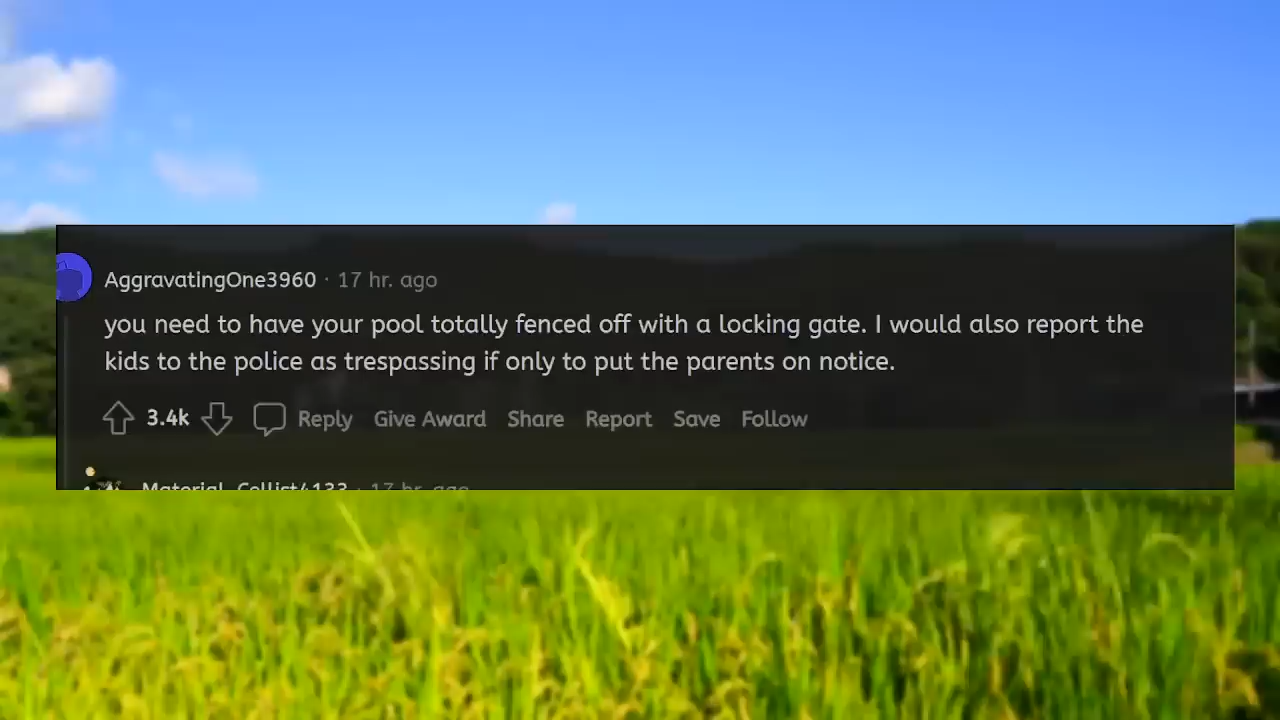 AggravatingOne3960 · 17 hr. ago
you need to have your pool totally fenced off with a locking gate. I would also report the
kids to the police as trespassing if only to put the parents on notice.
3.4k Reply Give Award Share Report Save Follow
Material_Cellist4133 · 17 hr. ago